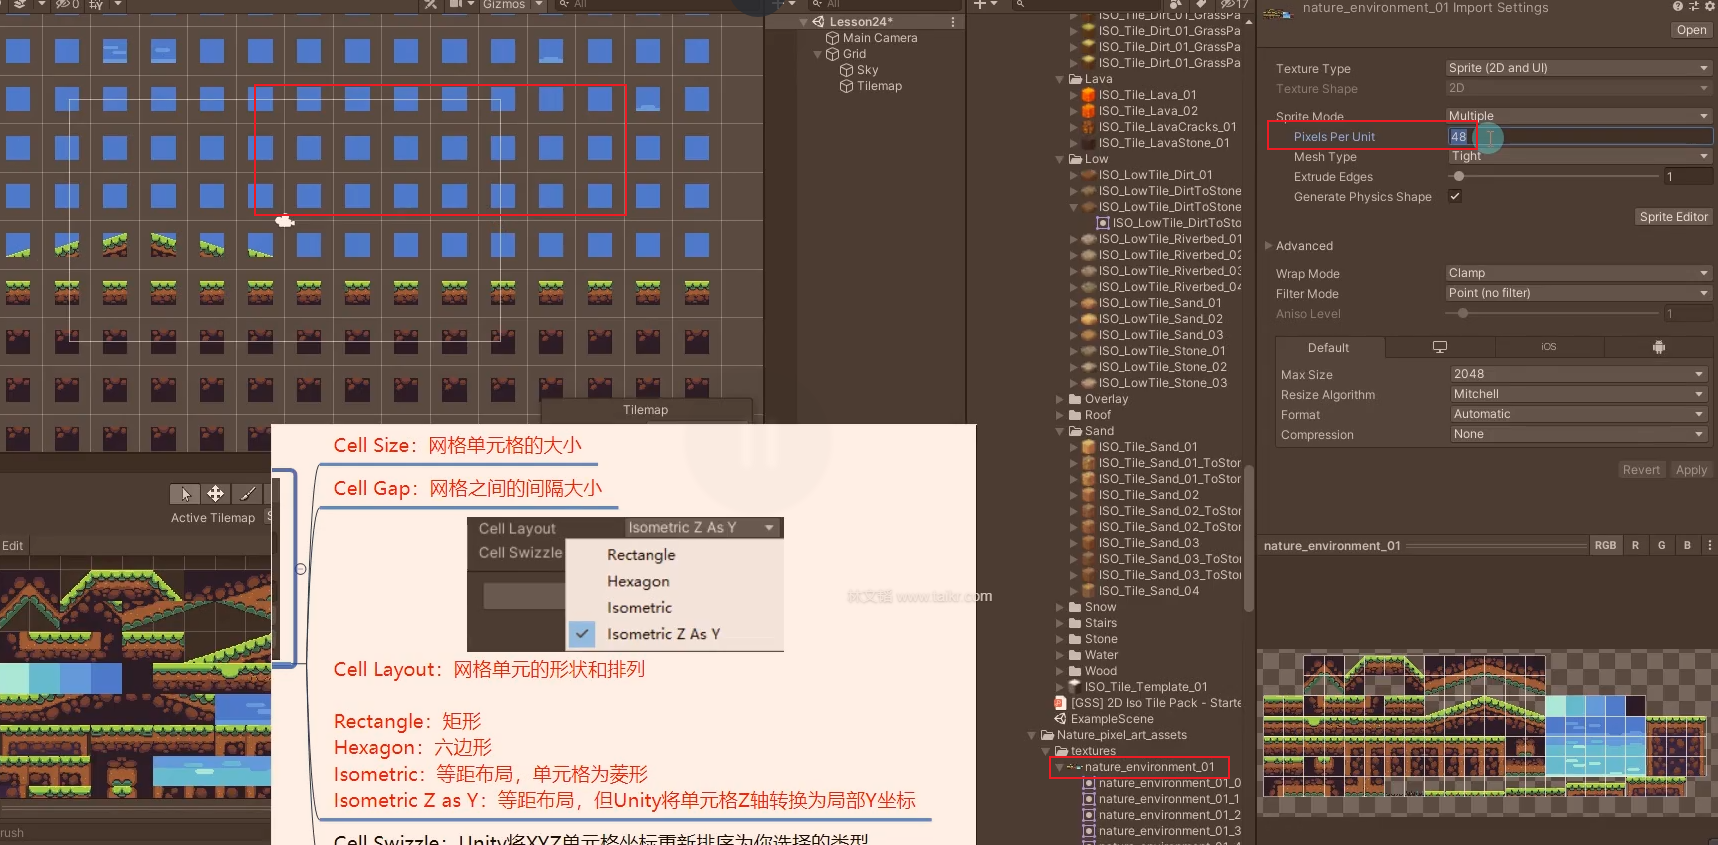 Gizmos
All
All
17
Lesson24*
Main Camera
Grid
Sky
Tilemap
ISO_Tile_Dirt_01_GrassPa
ISO_Tile_Dirt_01_GrassPa
ISO_Tile_Dirt_01_GrassPa
ISO_Tile_Dirt_01_GrassPa
Lava
ISO_Tile_Lava_01
ISO_Tile_Lava_02
ISO_Tile_LavaCracks_01
ISO_Tile_LavaStone_01
Low
ISO_LowTile_Dirt_01
ISO_LowTile_DirtToStone
ISO_LowTile_DirtToStone
ISO_LowTile_DirtToSto
ISO_LowTile_Riverbed_01
ISO_LowTile_Riverbed_02
ISO_LowTile_Riverbed_03
ISO_LowTile_Riverbed_04
ISO_LowTile_Sand_01
ISO_LowTile_Sand_02
ISO_LowTile_Sand_03
ISO_LowTile_Stone_01
ISO_LowTile_Stone_02
ISO_LowTile_Stone_03
Overlay
Roof
Sand
ISO_Tile_Sand_01
ISO_Tile_Sand_01_ToStor
ISO_Tile_Sand_01_ToStor
ISO_Tile_Sand_02
ISO_Tile_Sand_02_ToStor
ISO_Tile_Sand_02_ToStor
ISO_Tile_Sand_03
ISO_Tile_Sand_03_ToStor
ISO_Tile_Sand_03_ToStor
ISO_Tile_Sand_04
Snow
Stairs
Stone
Water
Wood
ISO_Tile_Template_01
[GSS] 2D Iso Tile Pack - Starte
ExampleScene
Nature_pixel_art_assets
textures
nature_environment_01
nature_environment_01_0
nature_environment_01_1
nature_environment_01_2
nature_environment_01_3
nature_environment_01 Import Settings
Open
Texture Type Sprite (2D and UI)
Texture Shape 2D
Sprite Mode Multiple
Pixels Per Unit 48
Mesh Type Tight
Extrude Edges 1
Generate Physics Shape
Sprite Editor
Advanced
Wrap Mode Clamp
Filter Mode Point (no filter)
Aniso Level 1
Default iOS
Max Size 2048
Resize Algorithm Mitchell
Format Automatic
Compression None
Revert Apply
nature_environment_01 RGB R G B
Tilemap
Active Tilemap
Edit
rush
Cell Size：网格单元格的大小
Cell Gap：网格之间的间隔大小
Cell Layout Isometric Z As Y
Cell Swizzle
Rectangle
Hexagon
Isometric
Isometric Z As Y
Cell Layout：网格单元的形状和排列
Rectangle：矩形
Hexagon：六边形
Isometric：等距布局，单元格为菱形
Isometric Z as Y：等距布局，但Unity将单元格Z轴转换为局部Y坐标
Cell Swizzle：Unity将XYZ单元格坐标重新排序为你选择的类型
www.taikr.com